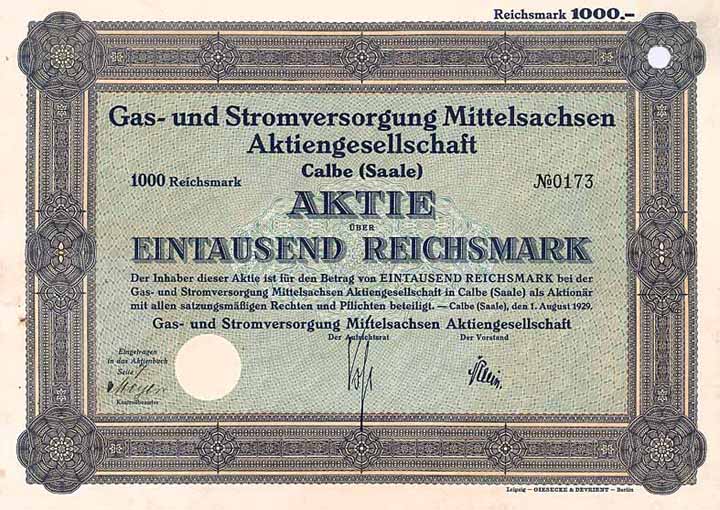 Reichsmark 1000.–
Gas- und Stromversorgung Mittelsachsen
Aktiengesellschaft
Calbe (Saale)
1000 Reichsmark
№0173
AKTIE
ÜBER
EINTAUSEND REICHSMARK
Der Inhaber dieser Aktie ist für den Betrag von EINTAUSEND REICHSMARK bei der
Gas- und Stromversorgung Mittelsachsen Aktiengesellschaft in Calbe (Saale) als Aktionär
mit allen satzungsmäßigen Rechten und Pflichten beteiligt. — Calbe (Saale), den 1. August 1929.
Gas- und Stromversorgung Mittelsachsen Aktiengesellschaft
Der Aufsichtsrat
Der Vorstand
Eingetragen
in das Aktienbuch
Seite
Kontrollbeamter
Leipzig — GIESECKE & DEVRIENT — Berlin